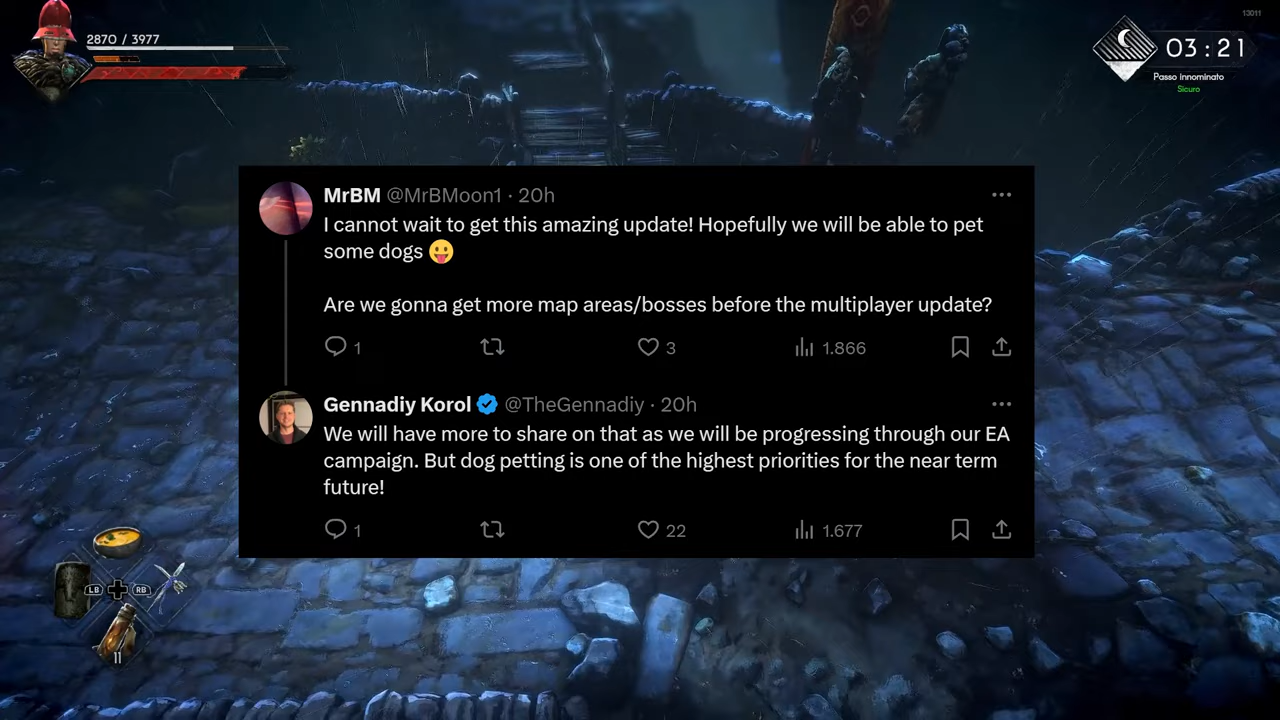 13011
2870 / 3977
03 : 21
Passo innominato
Sicuro
MrBM @MrBMoon1 · 20h
I cannot wait to get this amazing update! Hopefully we will be able to pet
some dogs 😛
Are we gonna get more map areas/bosses before the multiplayer update?
1 3 1.866
Gennadiy Korol @TheGennadiy · 20h
We will have more to share on that as we will be progressing through our EA
campaign. But dog petting is one of the highest priorities for the near term
future!
1 22 1.677
LB RB
11